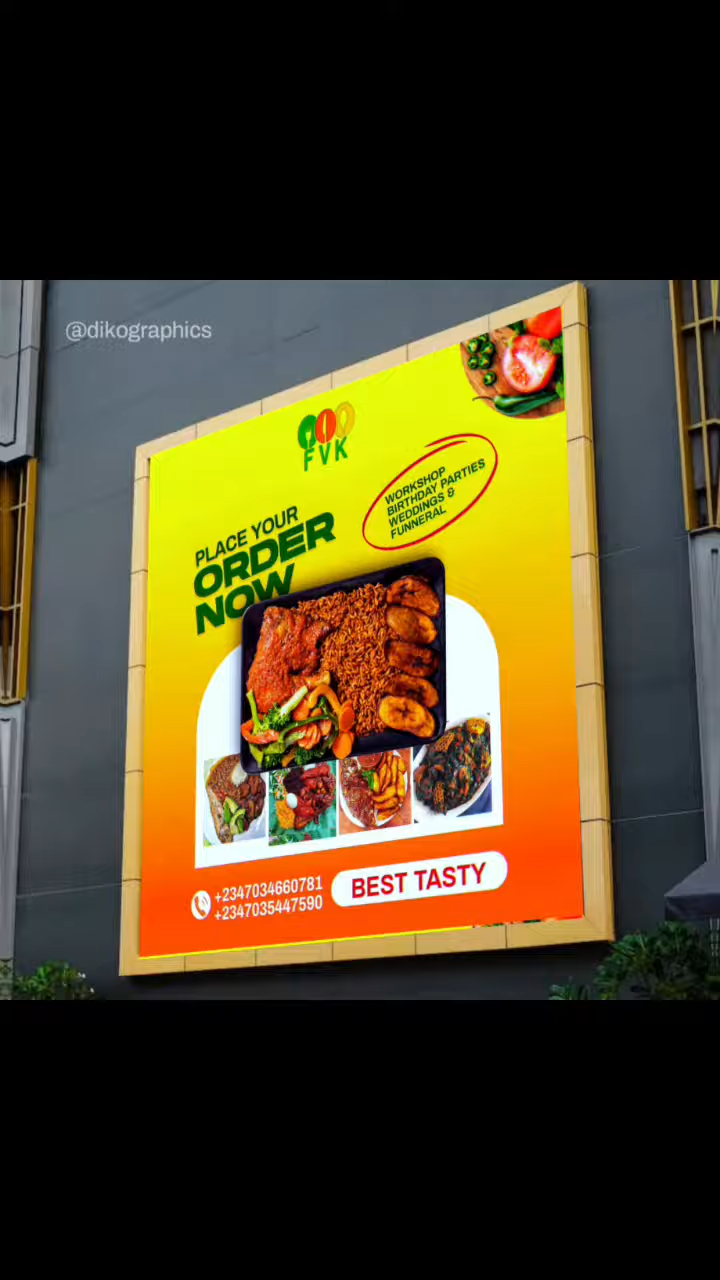 @dikographics
FVK
WORKSHOP
BIRTHDAY PARTIES
WEDDINGS &
FUNNERAL
PLACE YOUR
ORDER
NOW
+2347034660781
+2347035447590
BEST TASTY